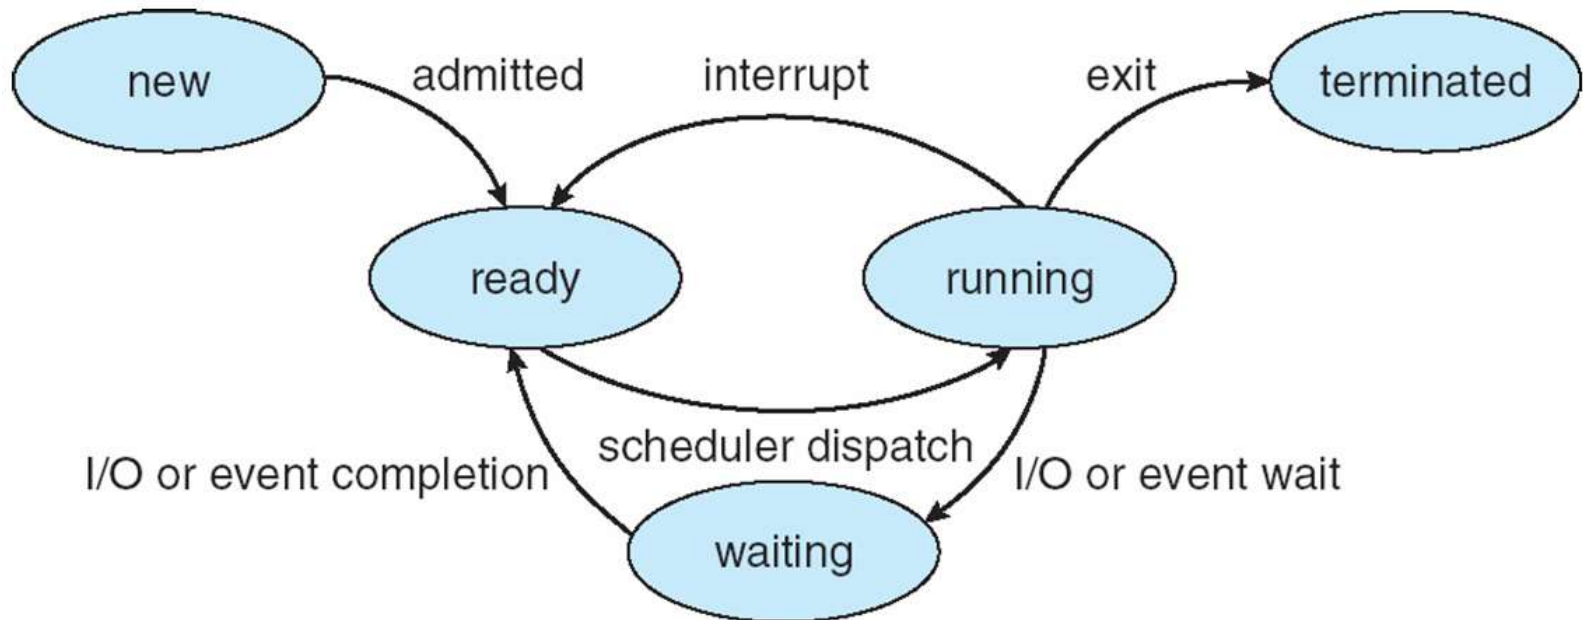 new
admitted
interrupt
exit
terminated
ready
running
scheduler dispatch
I/O or event completion
I/O or event wait
waiting